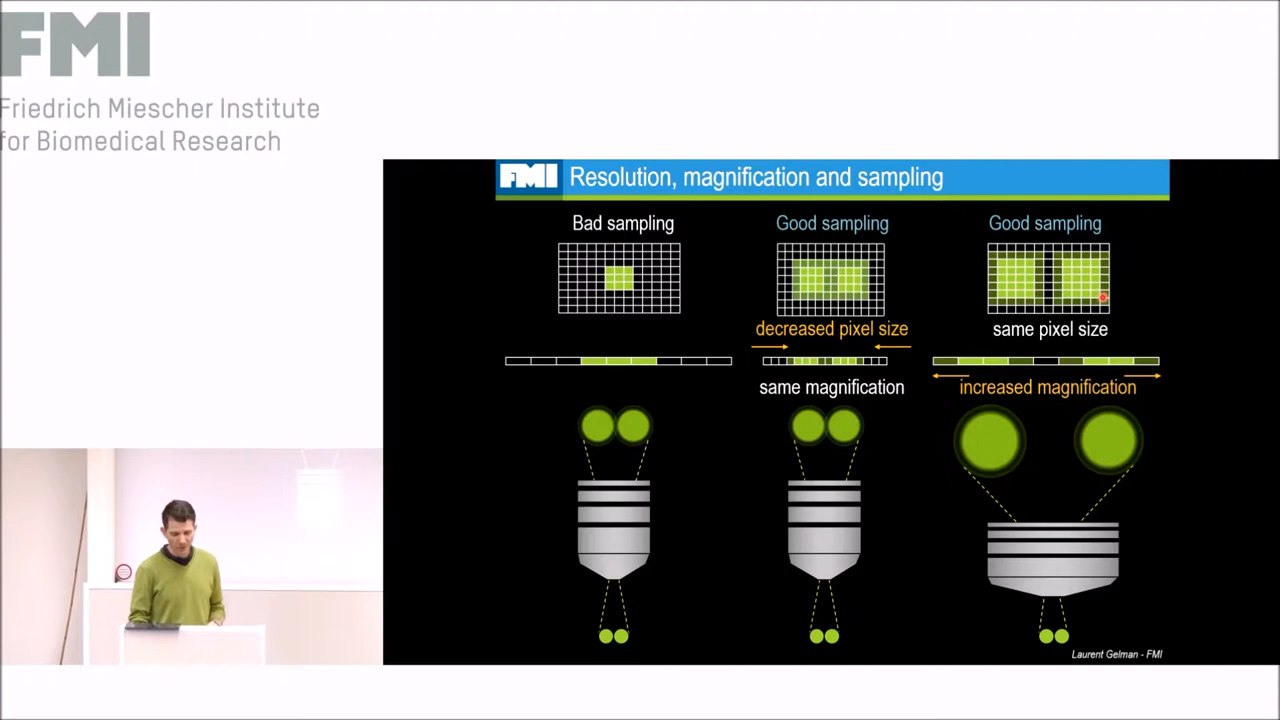 FMI
Friedrich Miescher Institute
for Biomedical Research
FMI Resolution, magnification and sampling
Bad sampling
Good sampling
decreased pixel size
same magnification
Good sampling
same pixel size
increased magnification
Laurent Gelman - FMI